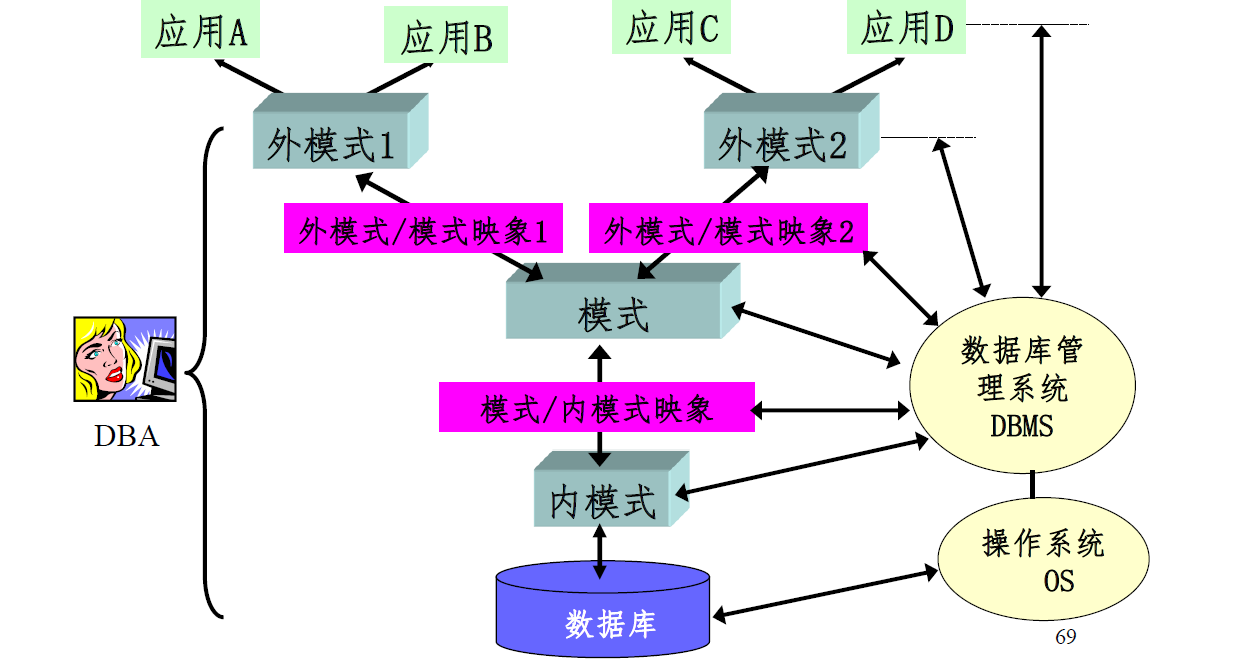 应用A
应用B
应用C
应用D
外模式1
外模式2
外模式/模式映象1
外模式/模式映象2
模式
数据库管
理系统
DBMS
模式/内模式映象
DBA
内模式
操作系统
OS
数据库
69